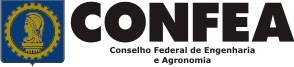 CONFEA
Conselho Federal de Engenharia
e Agronomia